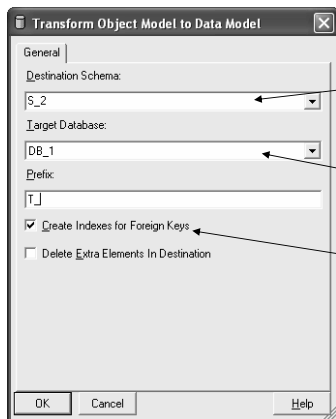 Transform Object Model to Data Model
General
Destination Schema:
S_2
Target Database:
DB_1
Prefix:
T_
Create Indexes for Foreign Keys
Delete Extra Elements In Destination
OK Cancel Help